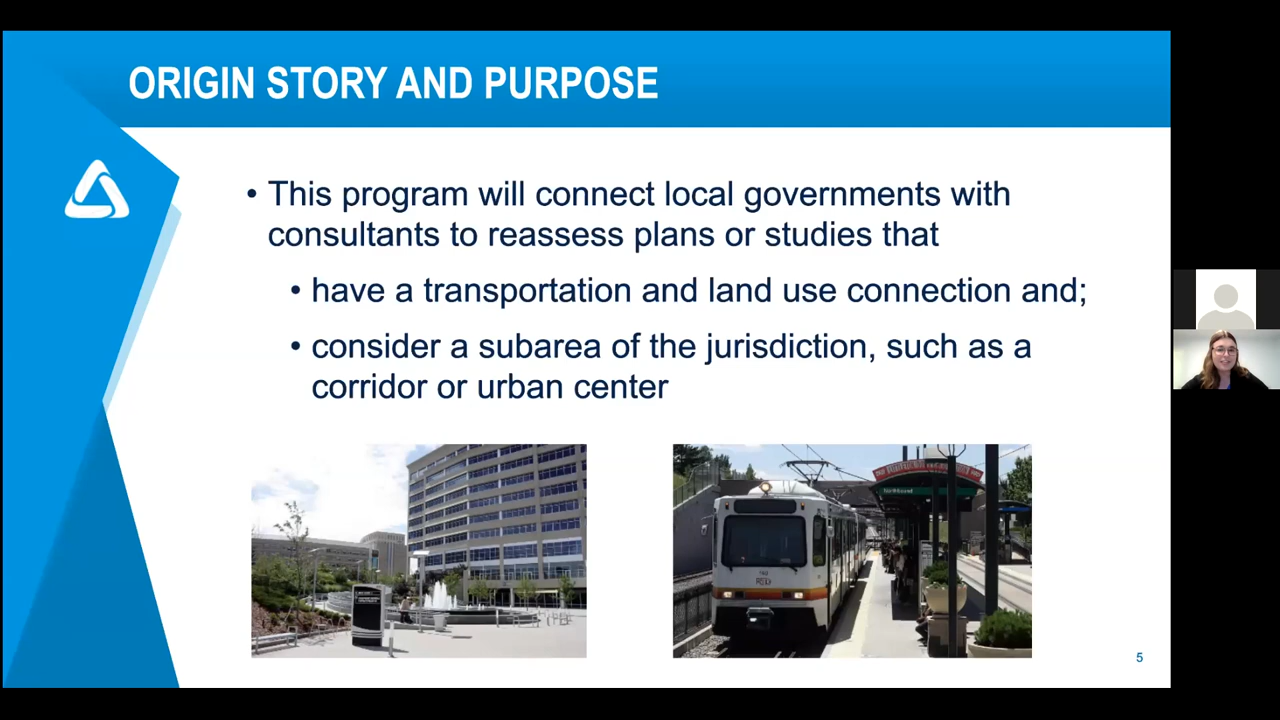 ORIGIN STORY AND PURPOSE
• This program will connect local governments with
consultants to reassess plans or studies that
• have a transportation and land use connection and;
• consider a subarea of the jurisdiction, such as a
corridor or urban center
5